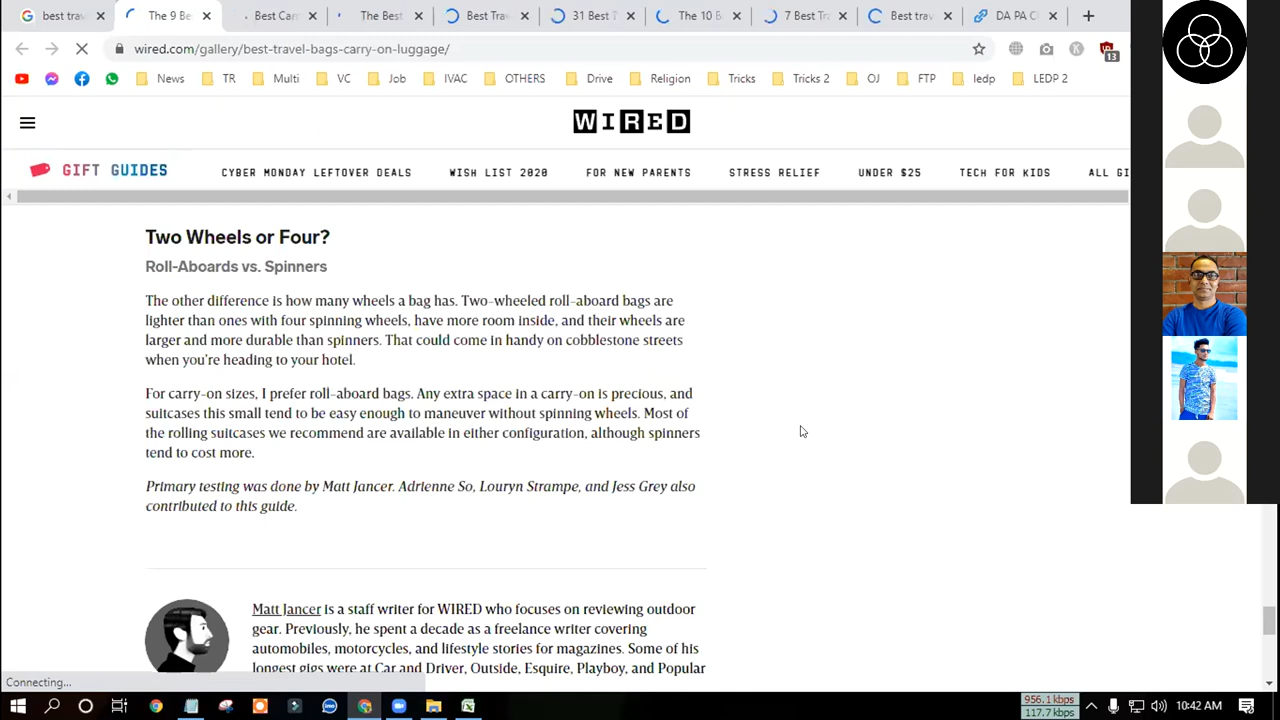 best trav
The 9 Be
Best Car
The Best
Best Trav
31 Best T
The 10 B
7 Best Tr
Best trav
DA PA C
wired.com/gallery/best-travel-bags-carry-on-luggage/
K
13
News
TR
Multi
VC
Job
IVAC
OTHERS
Drive
Religion
Tricks
Tricks 2
OJ
FTP
ledp
LEDP 2
WIRED
GIFT GUIDES
CYBER MONDAY LEFTOVER DEALS
WISH LIST 2020
FOR NEW PARENTS
STRESS RELIEF
UNDER $25
TECH FOR KIDS
ALL GI
Two Wheels or Four?
Roll-Aboards vs. Spinners
The other difference is how many wheels a bag has. Two-wheeled roll-aboard bags are
lighter than ones with four spinning wheels, have more room inside, and their wheels are
larger and more durable than spinners. That could come in handy on cobblestone streets
when you're heading to your hotel.
For carry-on sizes, I prefer roll-aboard bags. Any extra space in a carry-on is precious, and
suitcases this small tend to be easy enough to maneuver without spinning wheels. Most of
the rolling suitcases we recommend are available in either configuration, although spinners
tend to cost more.
Primary testing was done by Matt Jancer. Adrienne So, Louryn Strampe, and Jess Grey also
contributed to this guide.
Matt Jancer is a staff writer for WIRED who focuses on reviewing outdoor
gear. Previously, he spent a decade as a freelance writer covering
automobiles, motorcycles, and lifestyle stories for magazines. Some of his
longest gigs were at Car and Driver, Outside, Esquire, Playboy, and Popular
Connecting...
956.1 kbps
117.7 kbps
10:42 AM